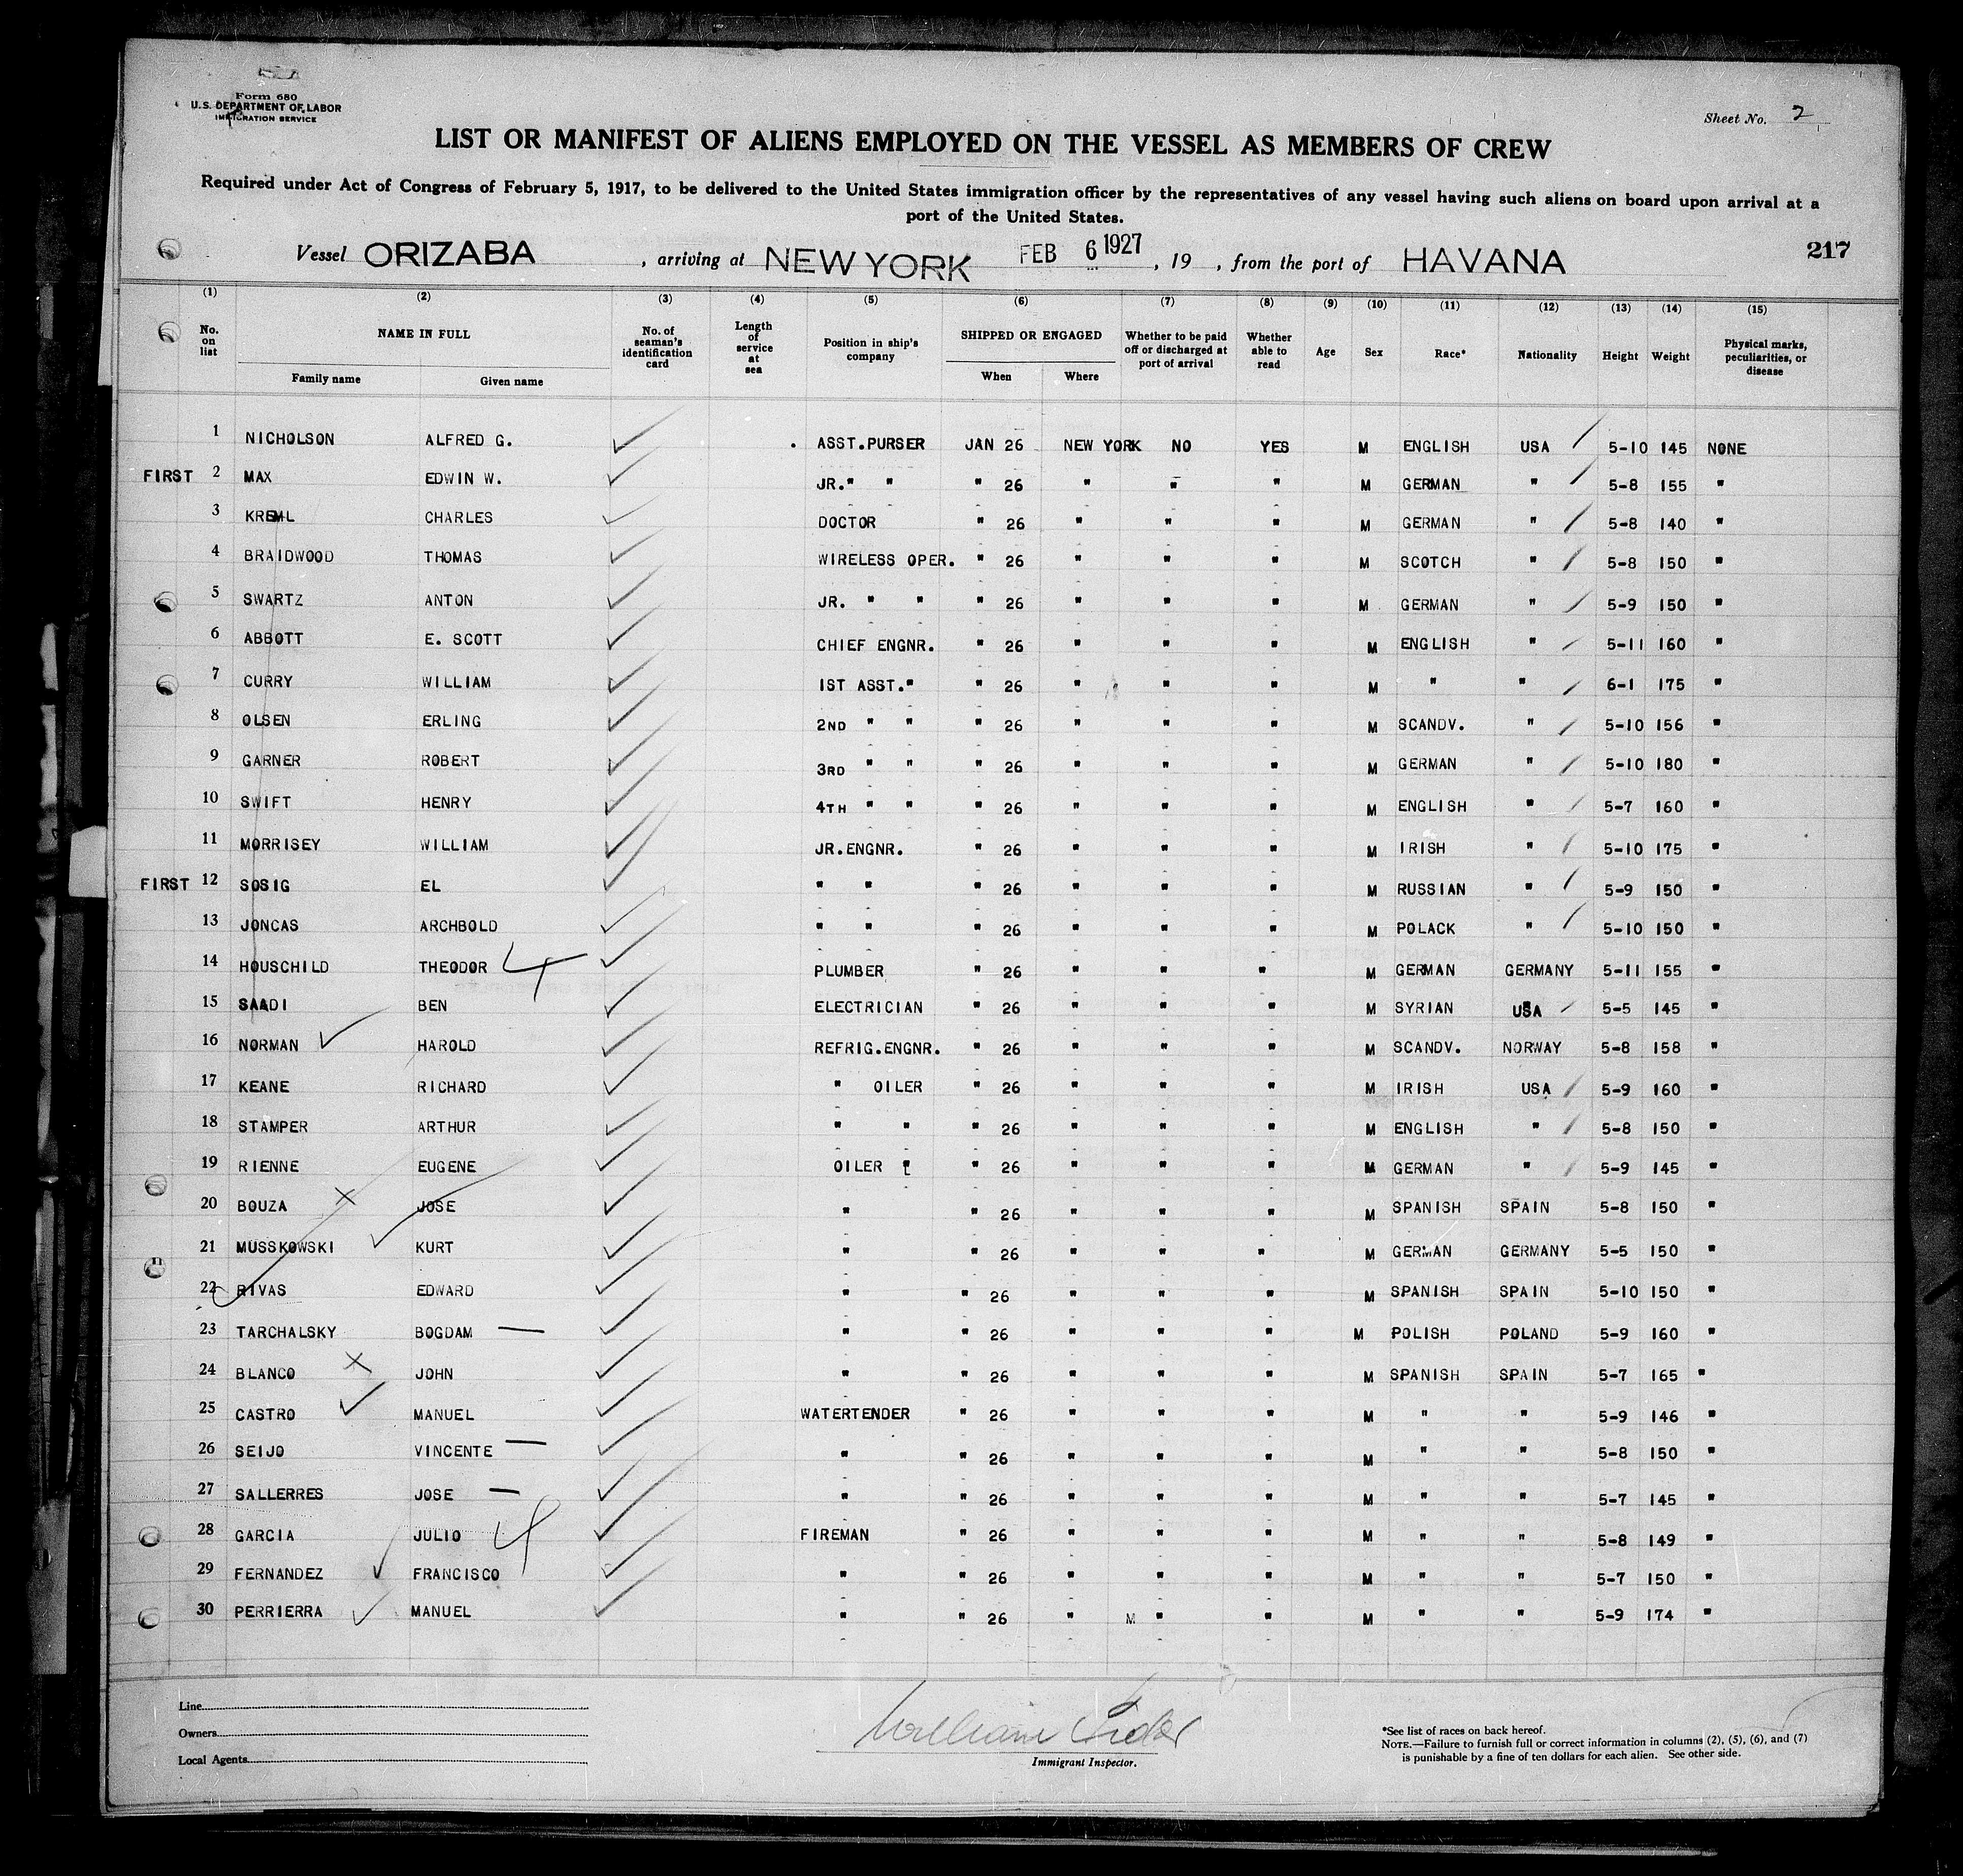 Form 680
U.S. DEPARTMENT OF LABOR
IMMIGRATION SERVICE
Sheet No. 2
LIST OR MANIFEST OF ALIENS EMPLOYED ON THE VESSEL AS MEMBERS OF CREW
Required under Act of Congress of February 5, 1917, to be delivered to the United States immigration officer by the representatives of any vessel having such aliens on board upon arrival at a
port of the United States.
Vessel ORIZABA , arriving at NEW YORK FEB 6 1927 , 19 , from the port of HAVANA 217
(1) (2) (3) (4) (5) (6) (7) (8) (9) (10) (11) (12) (13) (14) (15)
No. on list NAME IN FULL Family name Given name No. of seaman's identification card Length of service at sea Position in ship's company SHIPPED OR ENGAGED When Where Whether to be paid off or discharged at port of arrival Whether able to read Age Sex Race* Nationality Height Weight Physical marks, peculiarities, or disease
1 NICHOLSON ALFRED G. ASST.PURSER JAN 26 NEW YORK NO YES M ENGLISH USA 5-10 145 NONE
FIRST 2 MAX EDWIN W. JR." " " 26 " " " M GERMAN " 5-8 155 "
3 KREML CHARLES DOCTOR " 26 " " " M GERMAN " 5-8 140 "
4 BRAIDWOOD THOMAS WIRELESS OPER. " 26 " " " M SCOTCH " 5-8 150 "
5 SWARTZ ANTON JR. " " " 26 " " " M GERMAN " 5-9 150 "
6 ABBOTT E. SCOTT CHIEF ENGNR. " 26 " " " M ENGLISH " 5-11 160 "
7 CURRY WILLIAM 1ST ASST." " 26 " " " M " " 6-1 175 "
8 OLSEN ERLING 2ND " " " 26 " " " M SCANDV. " 5-10 156 "
9 GARNER ROBERT 3RD " " " 26 " " " M GERMAN " 5-10 180 "
10 SWIFT HENRY 4TH " " " 26 " " " M ENGLISH " 5-7 160 "
11 MORRISEY WILLIAM JR.ENGNR. " 26 " " " M IRISH " 5-10 175 "
FIRST 12 SOSIG EL " " " 26 " " " M RUSSIAN " 5-9 150 "
13 JONCAS ARCHBOLD " " " 26 " " " M POLACK " 5-10 150 "
14 HOUSCHILD THEODOR 4 PLUMBER " 26 " " " M GERMAN GERMANY 5-11 155 "
15 SAADI BEN ELECTRICIAN " 26 " " " M SYRIAN USA 5-5 145 "
16 NORMAN HAROLD REFRIG.ENGNR. " 26 " " " M SCANDV. NORWAY 5-8 158 "
17 KEANE RICHARD " OILER " 26 " " " M IRISH USA 5-9 160 "
18 STAMPER ARTHUR " " " 26 " " " M ENGLISH " 5-8 150 "
19 RIENNE EUGENE OILER " 26 " " " M GERMAN " 5-9 145 "
20 BOUZA X JOSE " " 26 " " " M SPANISH SPAIN 5-8 150 "
21 MUSSKOWSKI KURT " " 26 " " " M GERMAN GERMANY 5-5 150 "
22 RIVAS EDWARD " " 26 " " " M SPANISH SPAIN 5-10 150 "
23 TARCHALSKY BOGDAM — " " 26 " " " M POLISH POLAND 5-9 160 "
24 BLANCO X JOHN " " 26 " " " M SPANISH SPAIN 5-7 165 "
25 CASTRO MANUEL WATERTENDER " 26 " " " M " " 5-9 146 "
26 SEIJO VINCENTE — " " 26 " " " M " " 5-8 150 "
27 SALLERRES JOSE — " " 26 " " " M " " 5-7 145 "
28 GARCIA JULIO 4 FIREMAN " 26 " " " M " " 5-8 149 "
29 FERNANDEZ FRANCISCO " " 26 " " " M " " 5-7 150 "
30 PERRIERRA MANUEL " " 26 " M " " M " " 5-9 174 "
Line
Owners
Local Agents
William
Immigrant Inspector.
*See list of races on back hereof.
NOTE.—Failure to furnish full or correct information in columns (2), (5), (6), and (7)
is punishable by a fine of ten dollars for each alien. See other side.